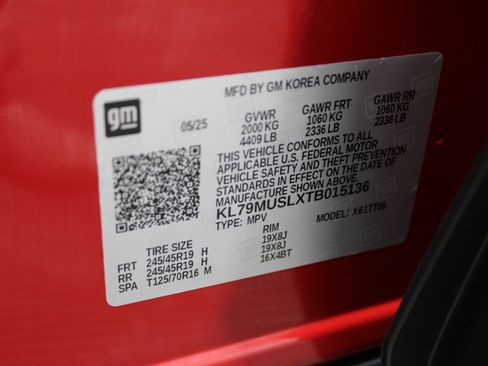 MFD BY GM KOREA COMPANY
gm
05/25
GVWR GAWR FRT GAWR RR
2000 KG 1060 KG 1060 KG
4409 LB 2336 LB 2336 LB
THIS VEHICLE CONFORMS TO ALL
APPLICABLE U.S. FEDERAL MOTOR
VEHICLE SAFETY AND THEFT PREVENTION
STANDARDS IN EFFECT ON THE DATE OF
MANUFACTURE SHOWN ABOVE.
KL79MUSLXTB015136
TYPE: MPV MODEL: X61TT56
TIRE SIZE RIM
FRT 245/45R19 H 19X8J
RR 245/45R19 H 19X8J
SPA T125/70R16 M 16X4BT